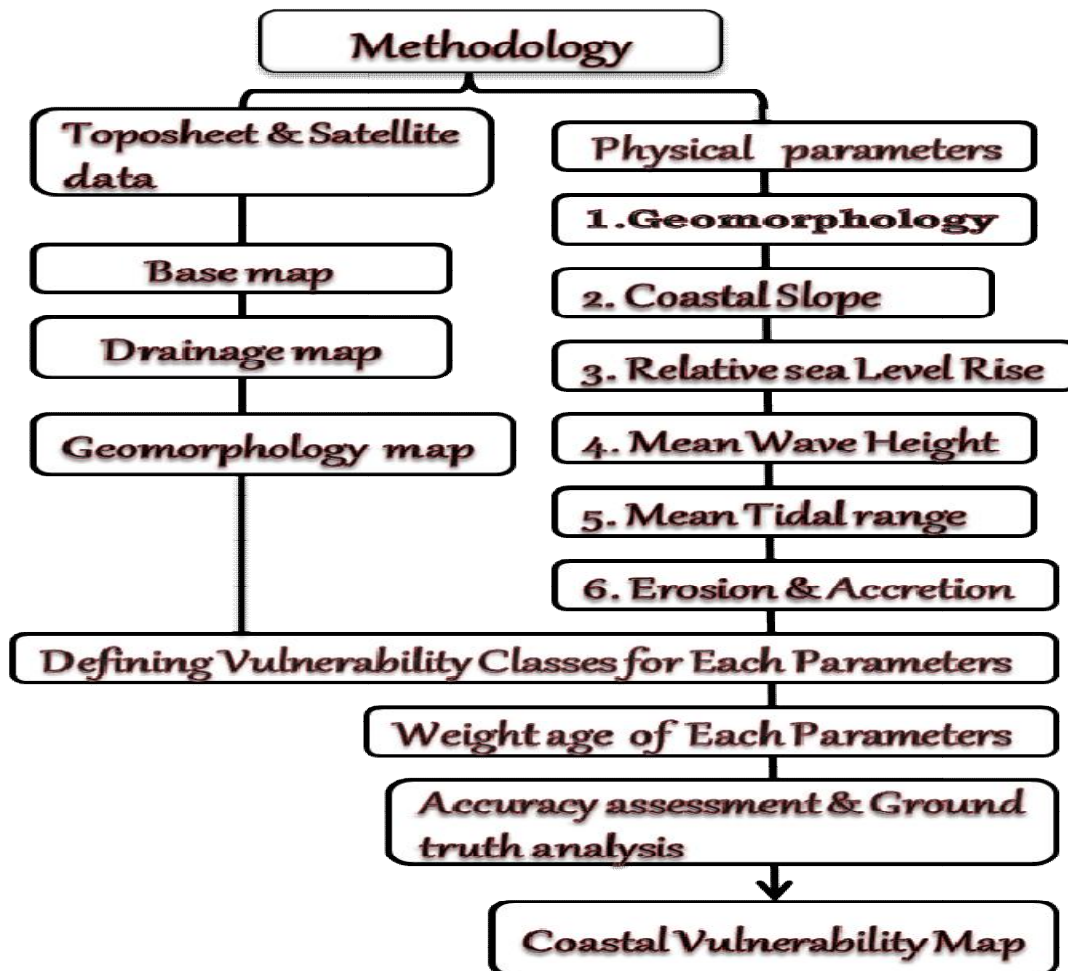 Methodology
Toposheet & Satellite
data
Base map
Drainage map
Geomorphology map
Physical parameters
1.Geomorphology
2. Coastal Slope
3. Relative sea Level Rise
4. Mean Wave Height
5. Mean Tidal range
6. Erosion & Accretion
Defining Vulnerability Classes for Each Parameters
Weight age of Each Parameters
Accuracy assessment & Ground
truth analysis
Coastal Vulnerability Map